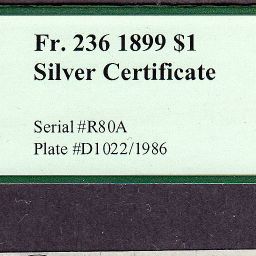 Fr. 236 1899 $1
Silver Certificate
Serial #R80A
Plate #D1022/1986